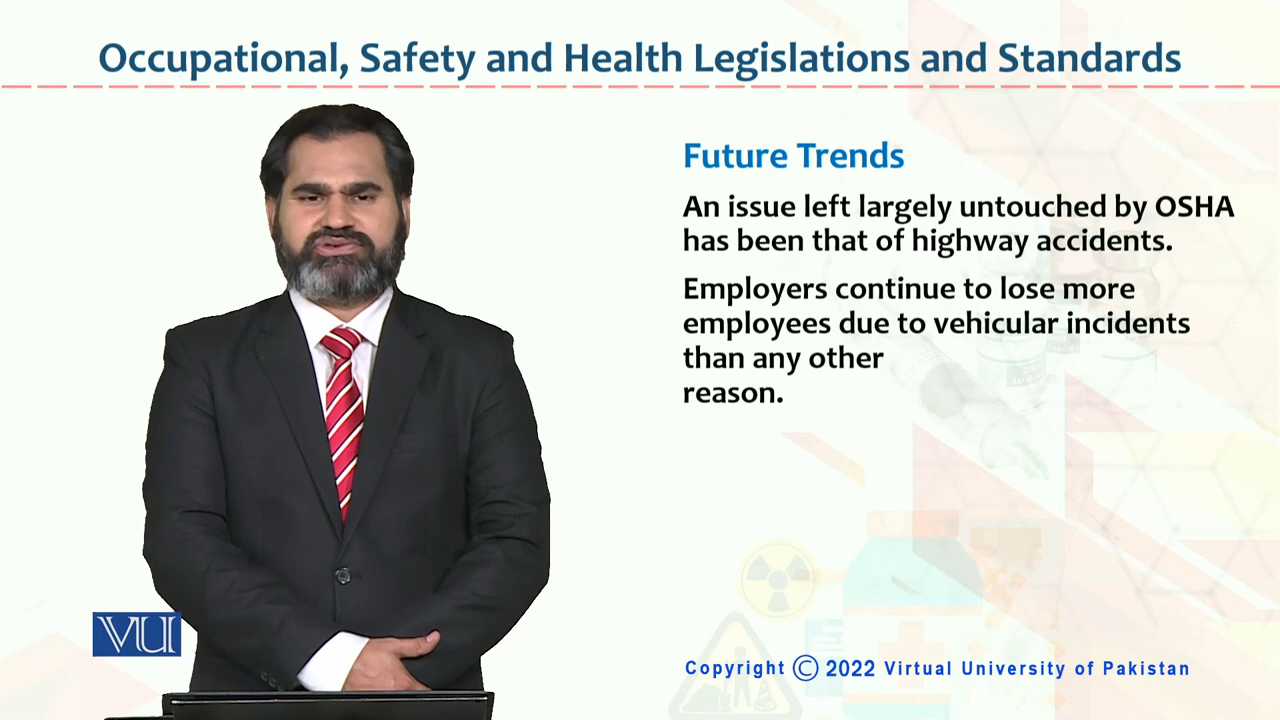 Occupational, Safety and Health Legislations and Standards
Future Trends
An issue left largely untouched by OSHA
has been that of highway accidents.
Employers continue to lose more
employees due to vehicular incidents
than any other
reason.
VU
Copyright © 2022 Virtual University of Pakistan